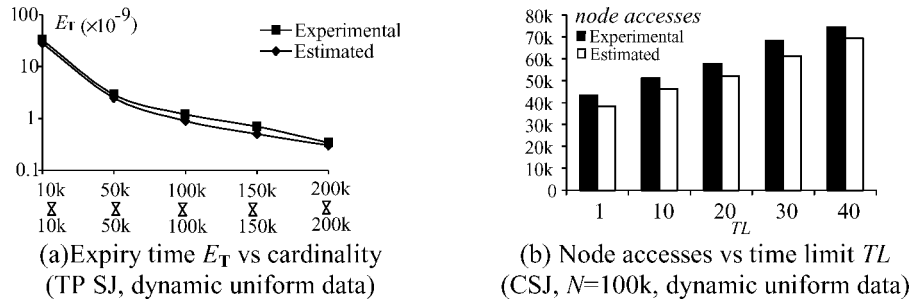 E_T (×10⁻⁹)
100
10
1
0.1
Experimental
Estimated
10k 50k 100k 150k 200k
⋈ ⋈ ⋈ ⋈ ⋈
10k 50k 100k 150k 200k
(a)Expiry time E_T vs cardinality
(TP SJ, dynamic uniform data)
80k
70k
60k
50k
40k
30k
20k
10k
0
node accesses
Experimental
Estimated
1 10 20 30 40
TL
(b) Node accesses vs time limit TL
(CSJ, N=100k, dynamic uniform data)